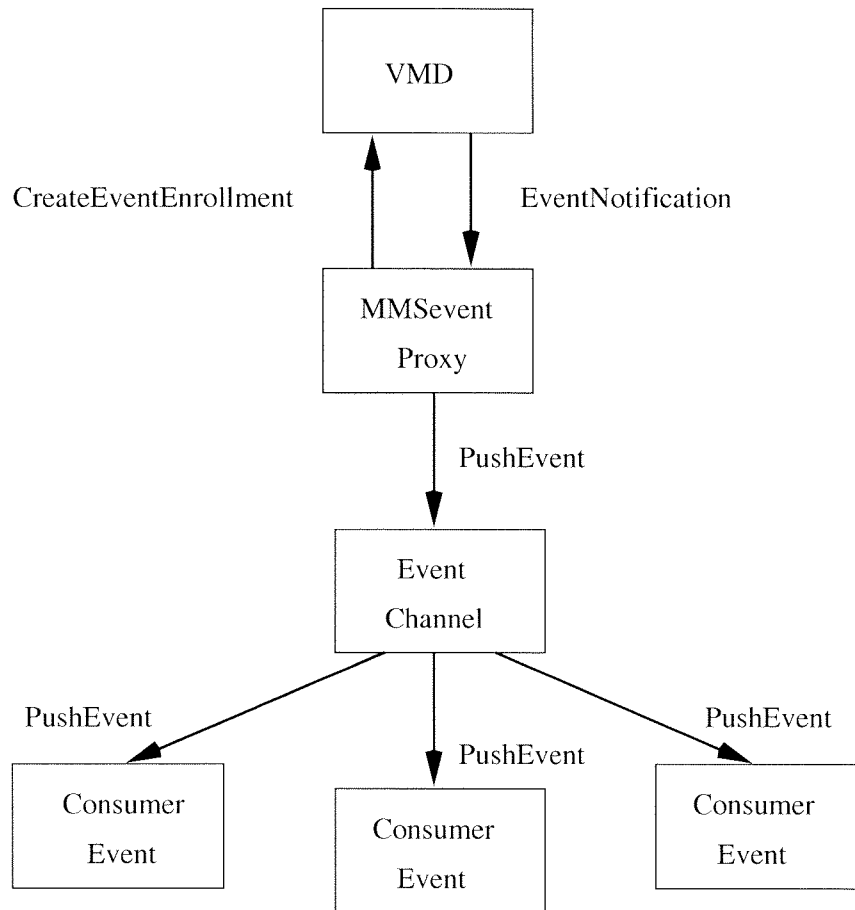 VMD
CreateEventEnrollment
EventNotification
MMSevent
Proxy
PushEvent
Event
Channel
PushEvent
PushEvent
PushEvent
Consumer
Event
Consumer
Event
Consumer
Event